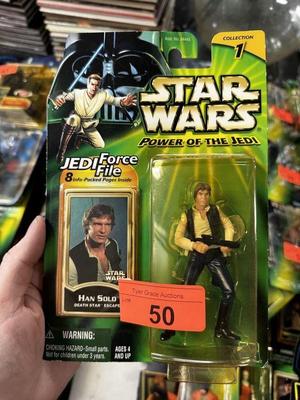 COLLECTION
1
STAR
WARS
POWER OF THE JEDI
JEDI Force
File
8 Info-Packed Pages Inside
STAR
WARS
HAN SOLO
DEATH STAR ESCAPE
Tyler Grace Auctions
50
WARNING:
CHOKING HAZARD-Small parts.
Not for children under 3 years.
AGES 4
AND UP